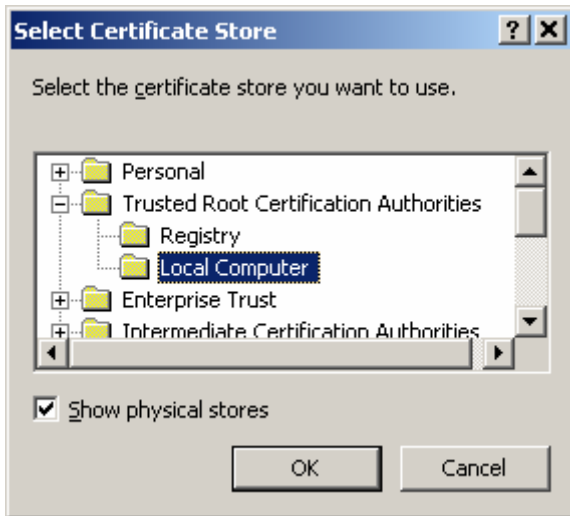 Select Certificate Store
Select the certificate store you want to use.
Personal
Trusted Root Certification Authorities
Registry
Local Computer
Enterprise Trust
Intermediate Certification Authorities
Show physical stores
OK Cancel